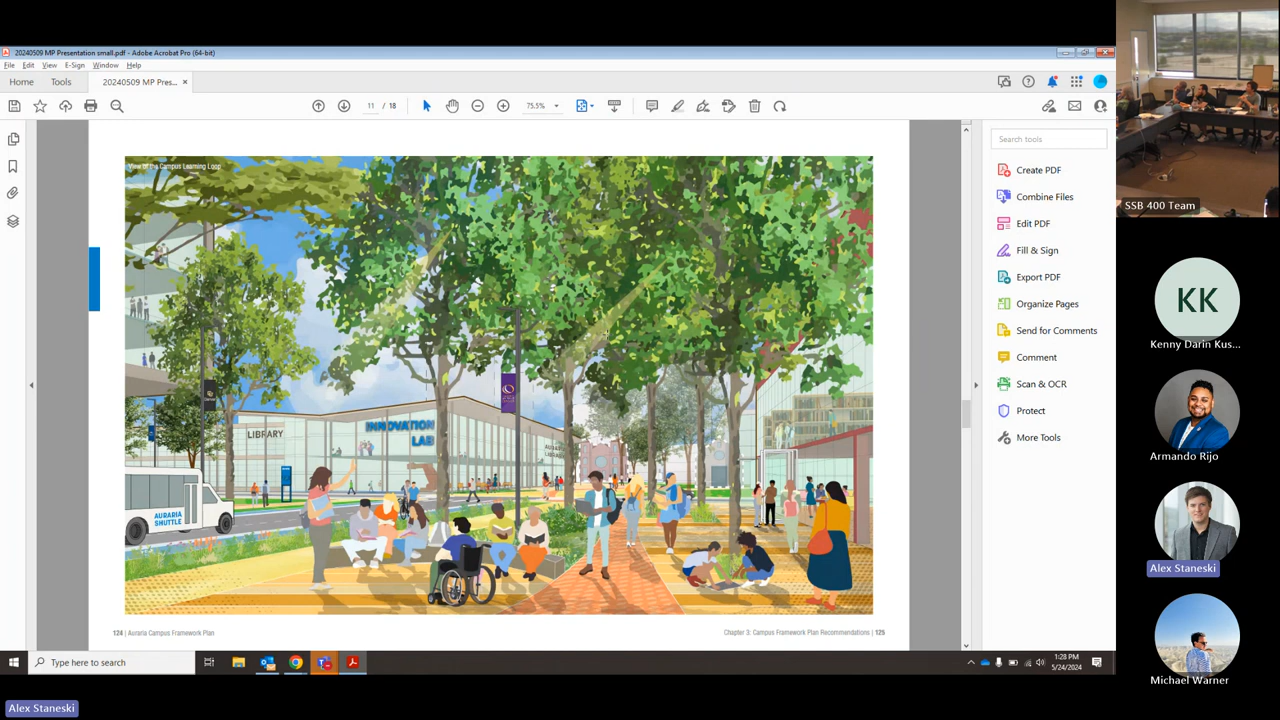 20240509 MP Presentation small.pdf - Adobe Acrobat Pro (64-bit)
File Edit View E-Sign Window Help
Home Tools 20240509 MP Pres... ×
11 / 18 75.5%
Search tools
Create PDF
Combine Files
Edit PDF
Fill & Sign
Export PDF
Organize Pages
Send for Comments
Comment
Scan & OCR
Protect
More Tools
View of the Campus Learning Loop
LIBRARY
INNOVATION
LAB
AURARIA
LIBRARY
AURARIA
SHUTTLE
124 | Auraria Campus Framework Plan
Chapter 3: Campus Framework Plan Recommendations | 125
Type here to search
1:28 PM
5/24/2024
SSB 400 Team
KK
Kenny Darin Kus...
Armando Rijo
Alex Staneski
Michael Warner
Alex Staneski